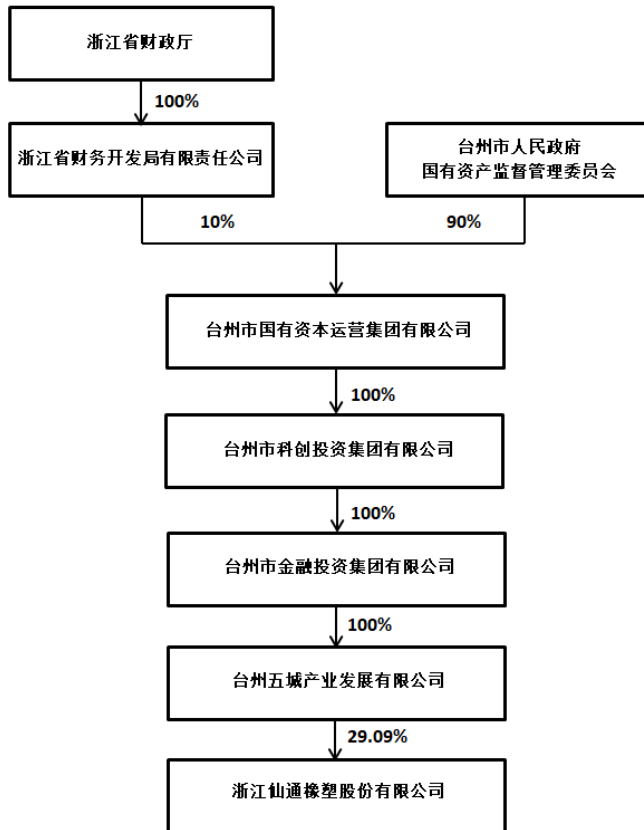 浙江省财政厅
100%
浙江省财务开发局有限责任公司
台州市人民政府
国有资产监督管理委员会
10%
90%
台州市国有资本运营集团有限公司
100%
台州市科创投资集团有限公司
100%
台州市金融投资集团有限公司
100%
台州五城产业发展有限公司
29.09%
浙江仙通橡塑股份有限公司